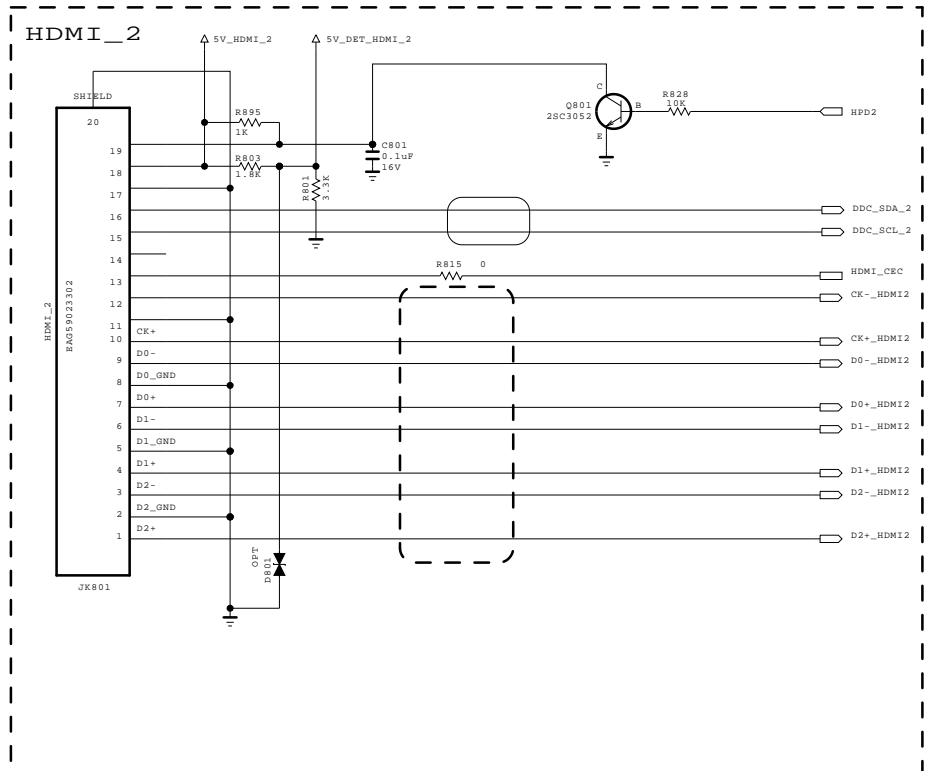 HDMI_2
5V_HDMI_2
5V_DET_HDMI_2
SHIELD
20
R895
1K
C
Q801
2SC3052
B
E
R828
10K
HPD2
19
C801
0.1uF
16V
R803
1.8K
18
R801
3.3K
17
16
DDC_SDA_2
15
DDC_SCL_2
14
R815 0
13
HDMI_CEC
12
CK-_HDMI2
HDMI_2
EAG59023302
11
CK+
10
CK+_HDMI2
D0-
9
D0-_HDMI2
D0_GND
8
D0+
7
D0+_HDMI2
D1-
6
D1-_HDMI2
D1_GND
5
D1+
4
D1+_HDMI2
D2-
3
D2-_HDMI2
D2_GND
2
D2+
1
D2+_HDMI2
OPT
D801
JK801